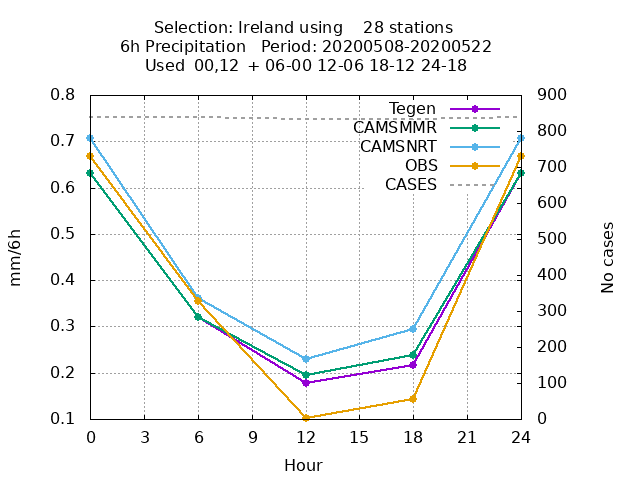 Selection: Ireland using    28 stations
6h Precipitation   Period: 20200508-20200522
Used  00,12  + 06-00 12-06 18-12 24-18
0.8
0.7
0.6
0.5
0.4
0.3
0.2
0.1
mm/6h
Tegen
CAMSMMR
CAMSNRT
OBS
CASES
900
800
700
600
500
400
300
200
100
0
No cases
0 3 6 9 12 15 18 21 24
Hour